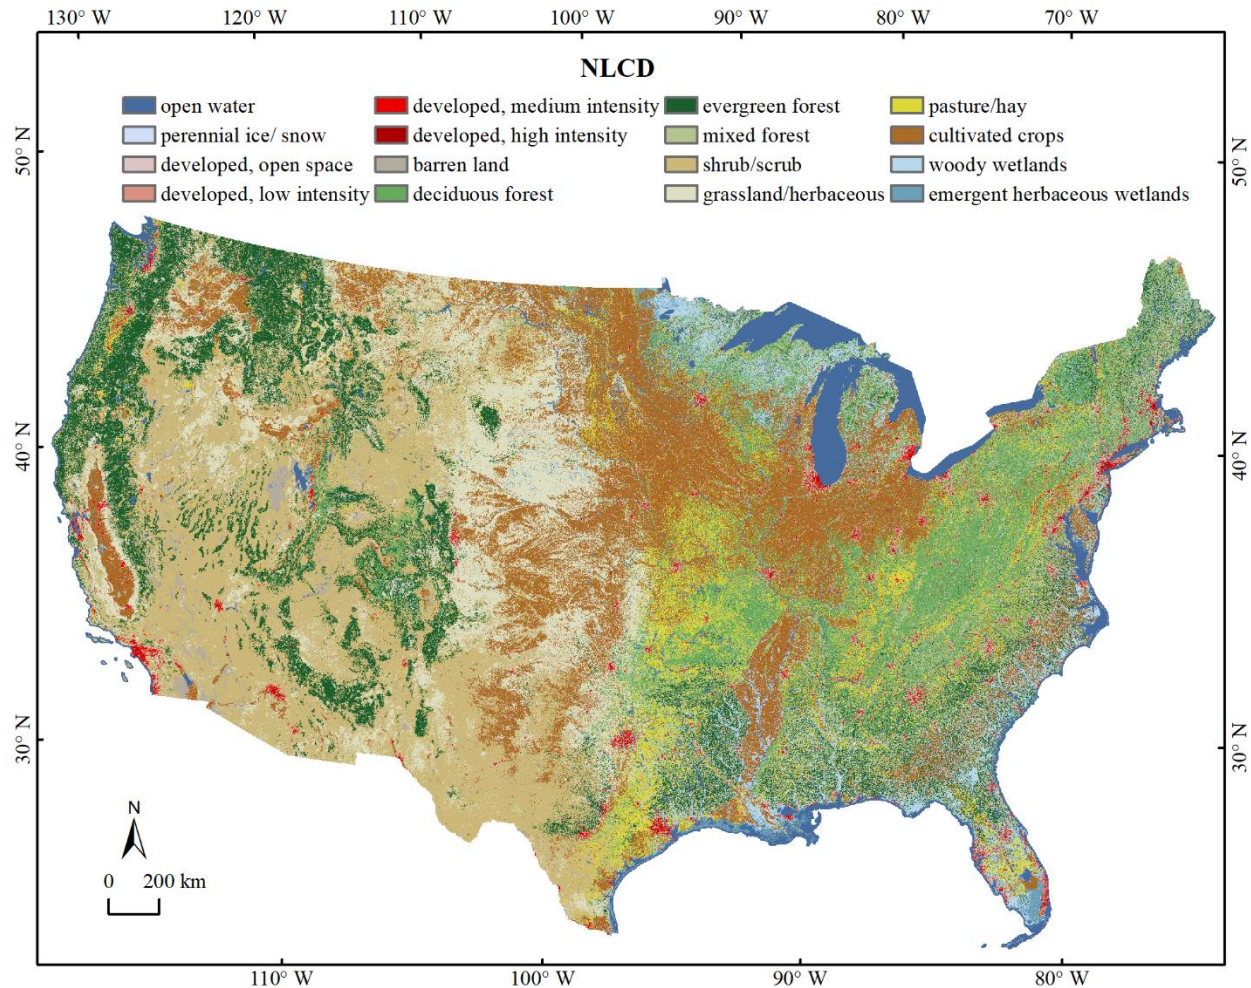 130° W 120° W 110° W 100° W 90° W 80° W 70° W
NLCD
open water developed, medium intensity evergreen forest pasture/hay
perennial ice/ snow developed, high intensity mixed forest cultivated crops
developed, open space barren land shrub/scrub woody wetlands
developed, low intensity deciduous forest grassland/herbaceous emergent herbaceous wetlands
50° N 50° N
40° N 40° N
30° N 30° N
N
0 200 km
110° W 100° W 90° W 80° W